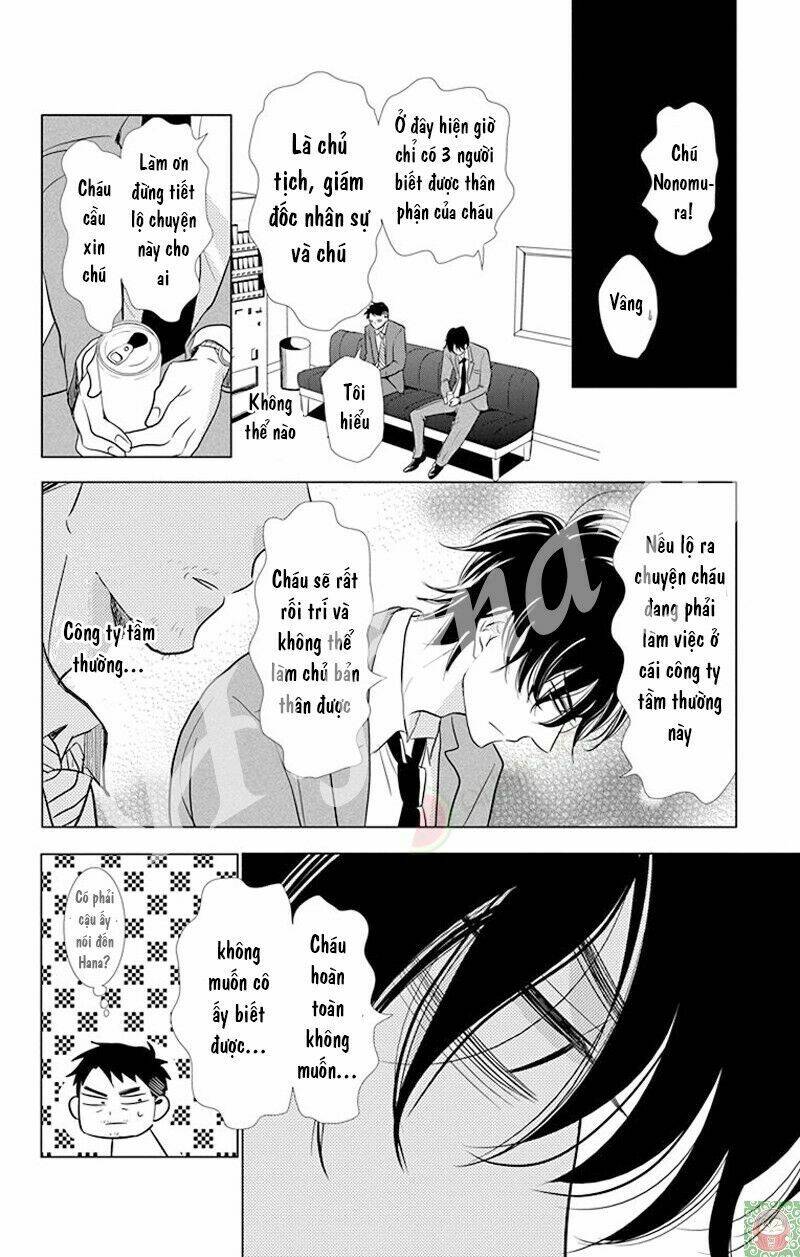 Chú
Nonomu-
ra!
Vâng
Ở đây hiện giờ
chỉ có 3 người
biết được thân
phận của cháu
Là chủ
tịch, giám
đốc nhân sự
và chú
Tôi
hiểu
Không
thể nào
Làm ơn
đừng tiết
lộ chuyện
này cho
ai
Cháu
cầu
xin
chú
Nếu lộ ra
chuyện cháu
đang phải
làm việc ở
cái công ty
tầm thường
này
Cháu sẽ rất
rối trí và
không thể
làm chủ bản
thân được
Công ty tầm
thường...
Cháu
hoàn
toàn
không
muốn...
không
muốn cô
ấy biết
được...
Có phải
cậu ấy
nói đến
Hana?